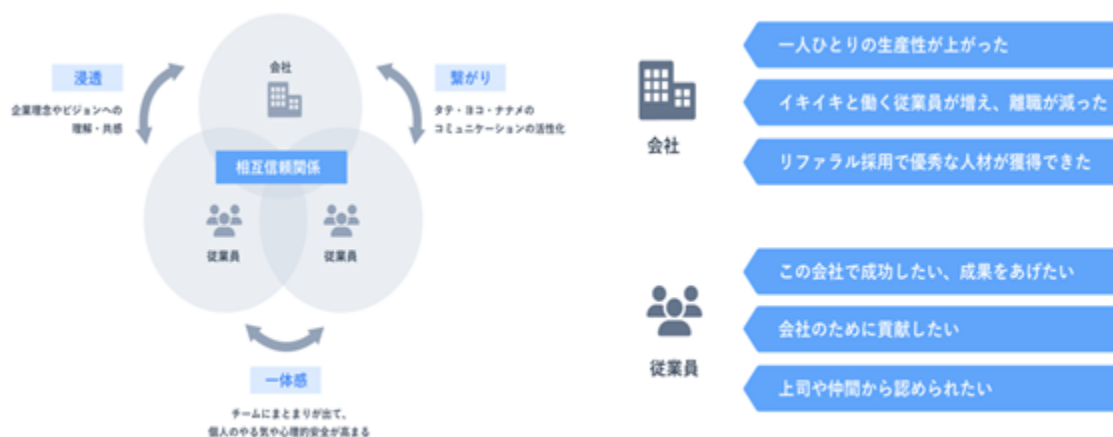 会社
浸透
企業理念やビジョンへの
理解・共感
繋がり
タテ・ヨコ・ナナメの
コミュニケーションの活性化
相互信頼関係
従業員
従業員
一体感
チームにまとまりが出て、
個人のやる気や心理的安全が高まる
会社
一人ひとりの生産性が上がった
イキイキと働く従業員が増え、離職が減った
リファラル採用で優秀な人材が獲得できた
従業員
この会社で成功したい、成果をあげたい
会社のために貢献したい
上司や仲間から認められたい